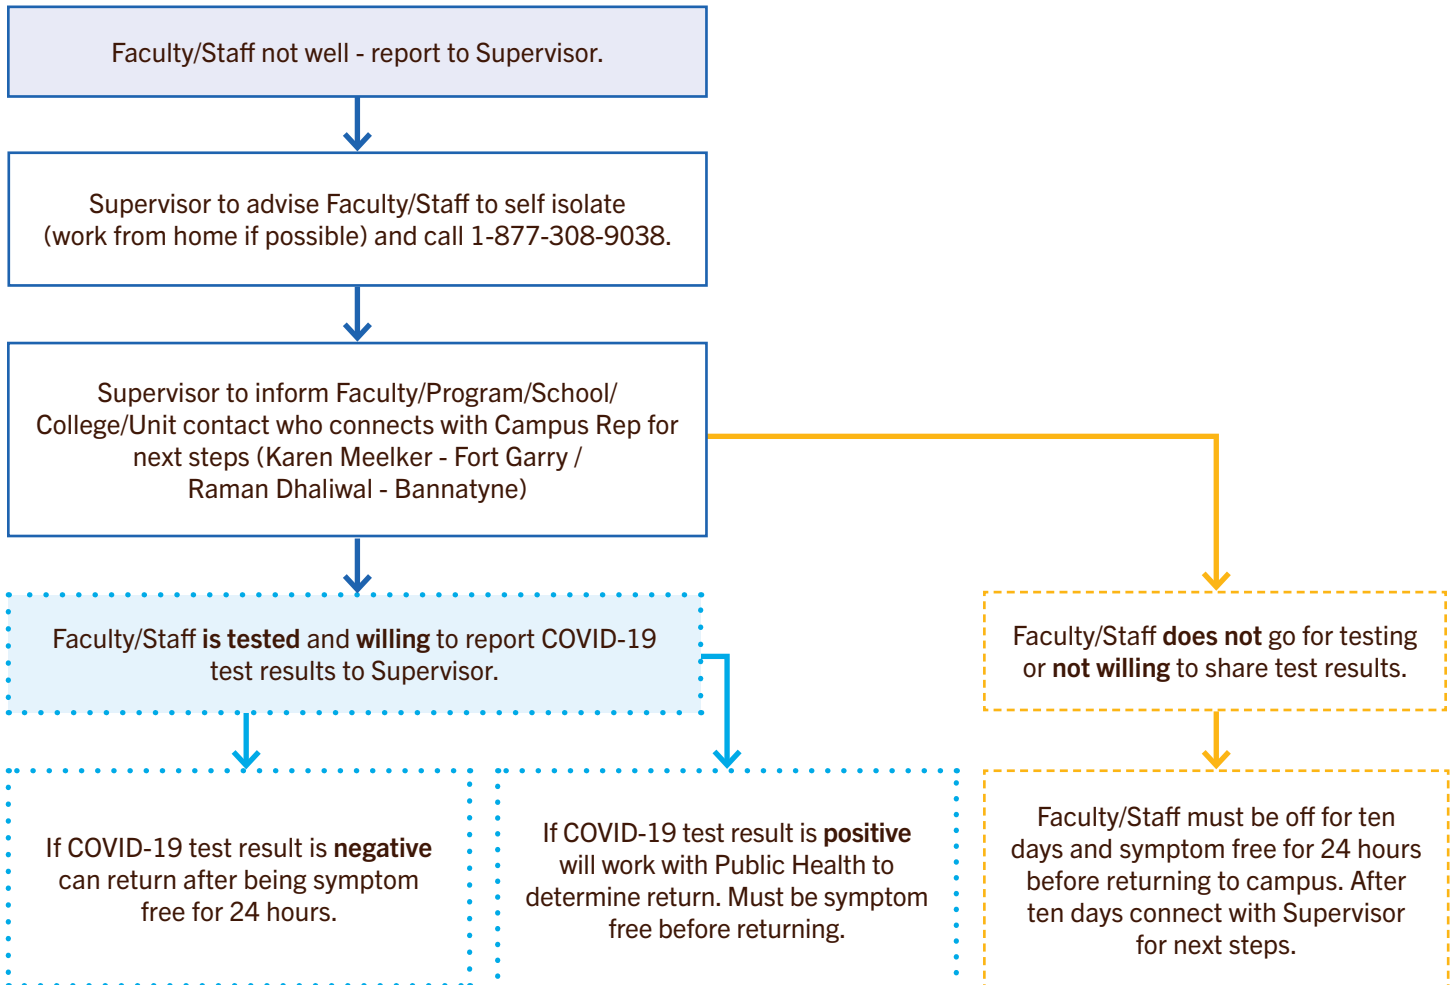 Faculty/Staff not well - report to Supervisor.
Supervisor to advise Faculty/Staff to self isolate
(work from home if possible) and call 1-877-308-9038.
Supervisor to inform Faculty/Program/School/
College/Unit contact who connects with Campus Rep for
next steps (Karen Meelker - Fort Garry /
Raman Dhaliwal - Bannatyne)
Faculty/Staff is tested and willing to report COVID-19
test results to Supervisor.
Faculty/Staff does not go for testing
or not willing to share test results.
If COVID-19 test result is negative
can return after being symptom
free for 24 hours.
If COVID-19 test result is positive
will work with Public Health to
determine return. Must be symptom
free before returning.
Faculty/Staff must be off for ten
days and symptom free for 24 hours
before returning to campus. After
ten days connect with Supervisor
for next steps.